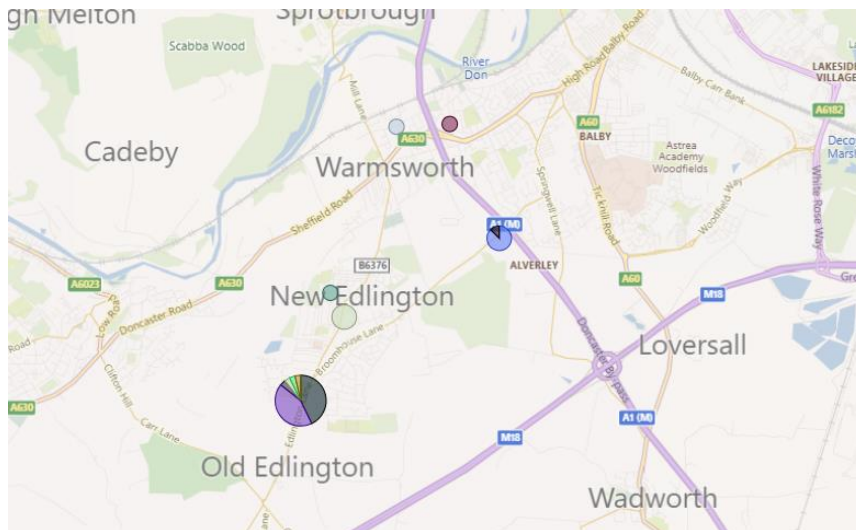 gh Melton
Sprotbrough
Scabba Wood
River
Don
High Road
Balby Road
Balby Carr Bank
LAKESIDE
VILLAGE
A6182
Mill Lane
A630
A60
BALBY
Cadeby
Warmsworth
Astrea
Academy
Woodfields
Springwell Lane
Tickhill Road
Woodfield Way
White Rose Way
Sheffield Road
A1 (M)
B6376
ALVERLEY
A6023
A630
A60
New Edlington
M18
Low Road
Doncaster Road
Road
Broomhouse Lane
Doncaster By-pass
Loversall
Clifton Hill
A630
Carr Lane
A1 (M)
M18
Old Edlington
Wadworth